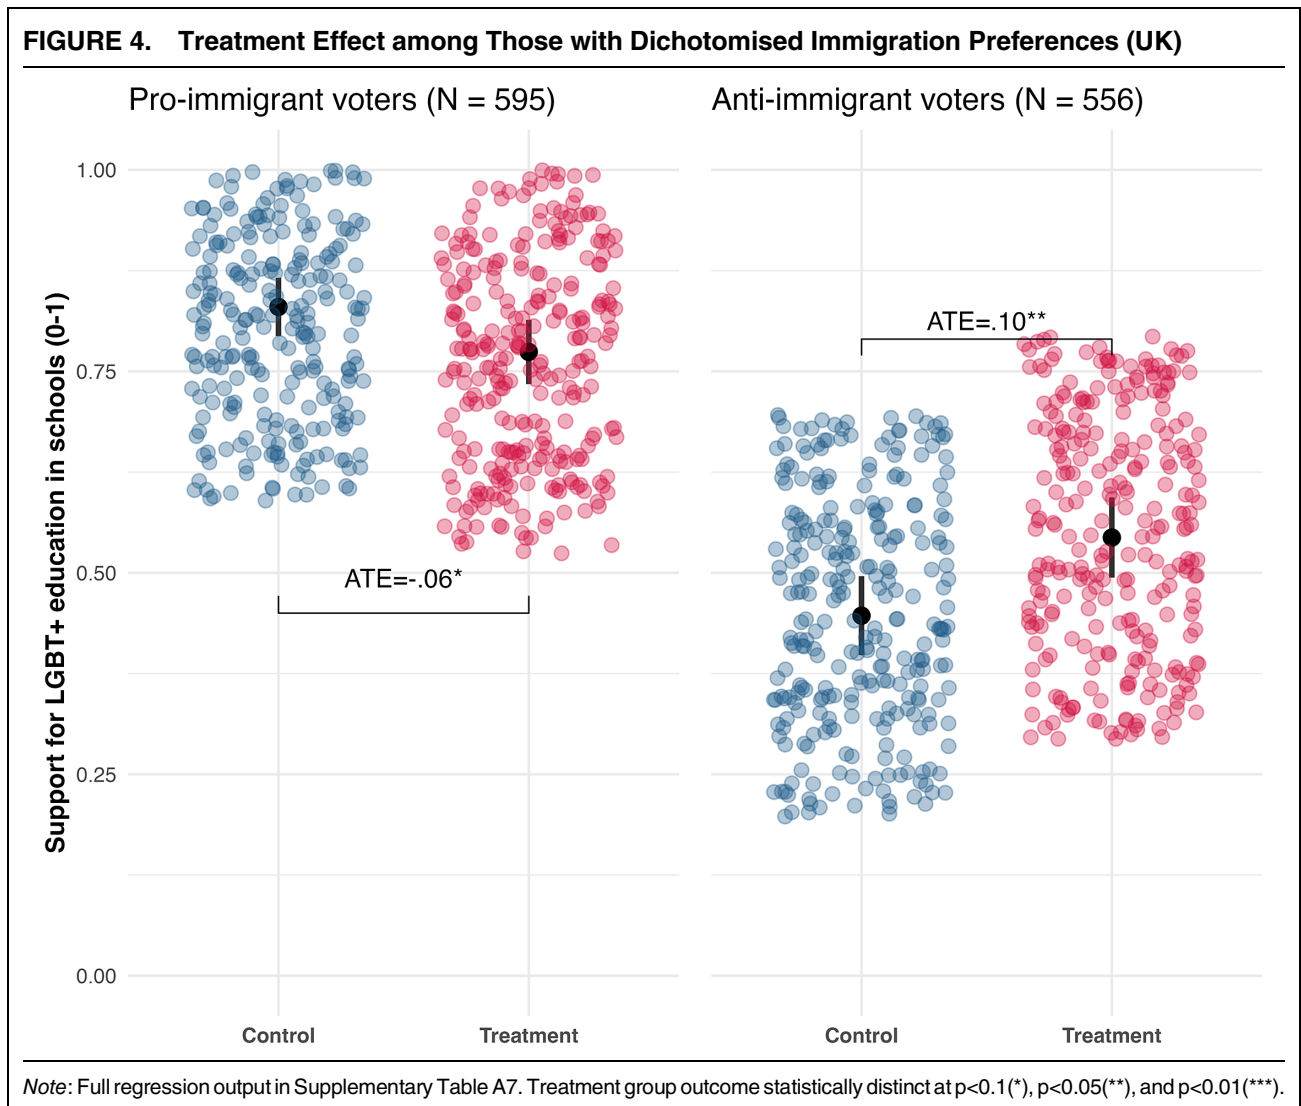 FIGURE 4. Treatment Effect among Those with Dichotomised Immigration Preferences (UK)
Pro-immigrant voters (N = 595)
Anti-immigrant voters (N = 556)
Support for LGBT+ education in schools (0-1)
1.00
0.75
0.50
0.25
0.00
ATE=-.06*
ATE=.10**
Control
Treatment
Control
Treatment
Note: Full regression output in Supplementary Table A7. Treatment group outcome statistically distinct at p<0.1(*), p<0.05(**), and p<0.01(***).